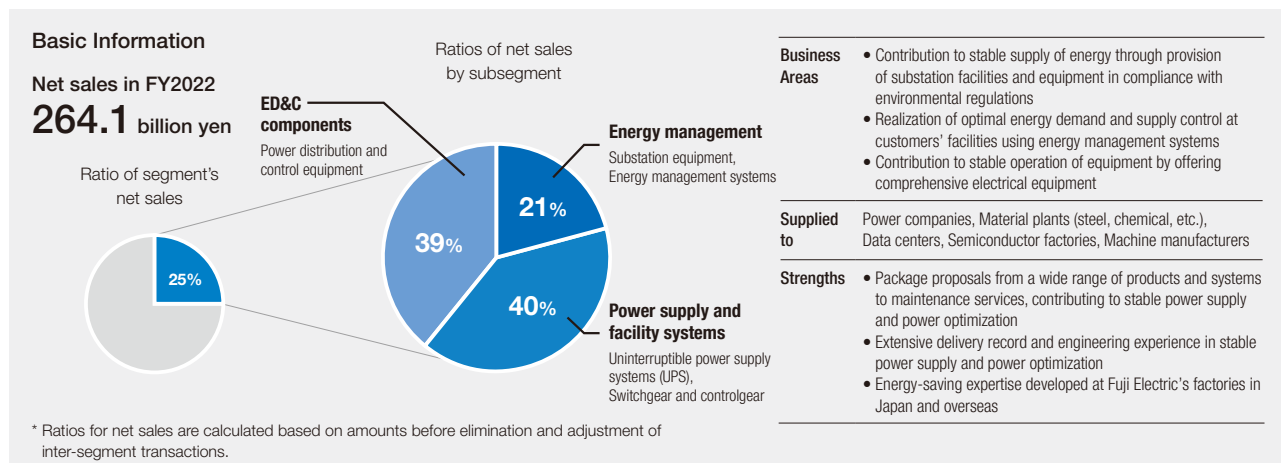 Basic Information
Net sales in FY2022
264.1 billion yen
Ratio of segment's
net sales
25%
Ratios of net sales
by subsegment
ED&C
components
Power distribution and
control equipment
Energy management
Substation equipment,
Energy management systems
21%
39%
40%
Power supply and
facility systems
Uninterruptible power supply
systems (UPS),
Switchgear and controlgear
* Ratios for net sales are calculated based on amounts before elimination and adjustment of
inter-segment transactions.
Business
Areas
• Contribution to stable supply of energy through provision
of substation facilities and equipment in compliance with
environmental regulations
• Realization of optimal energy demand and supply control at
customers' facilities using energy management systems
• Contribution to stable operation of equipment by offering
comprehensive electrical equipment
Supplied
to
Power companies, Material plants (steel, chemical, etc.),
Data centers, Semiconductor factories, Machine manufacturers
Strengths
• Package proposals from a wide range of products and systems
to maintenance services, contributing to stable power supply
and power optimization
• Extensive delivery record and engineering experience in stable
power supply and power optimization
• Energy-saving expertise developed at Fuji Electric's factories in
Japan and overseas